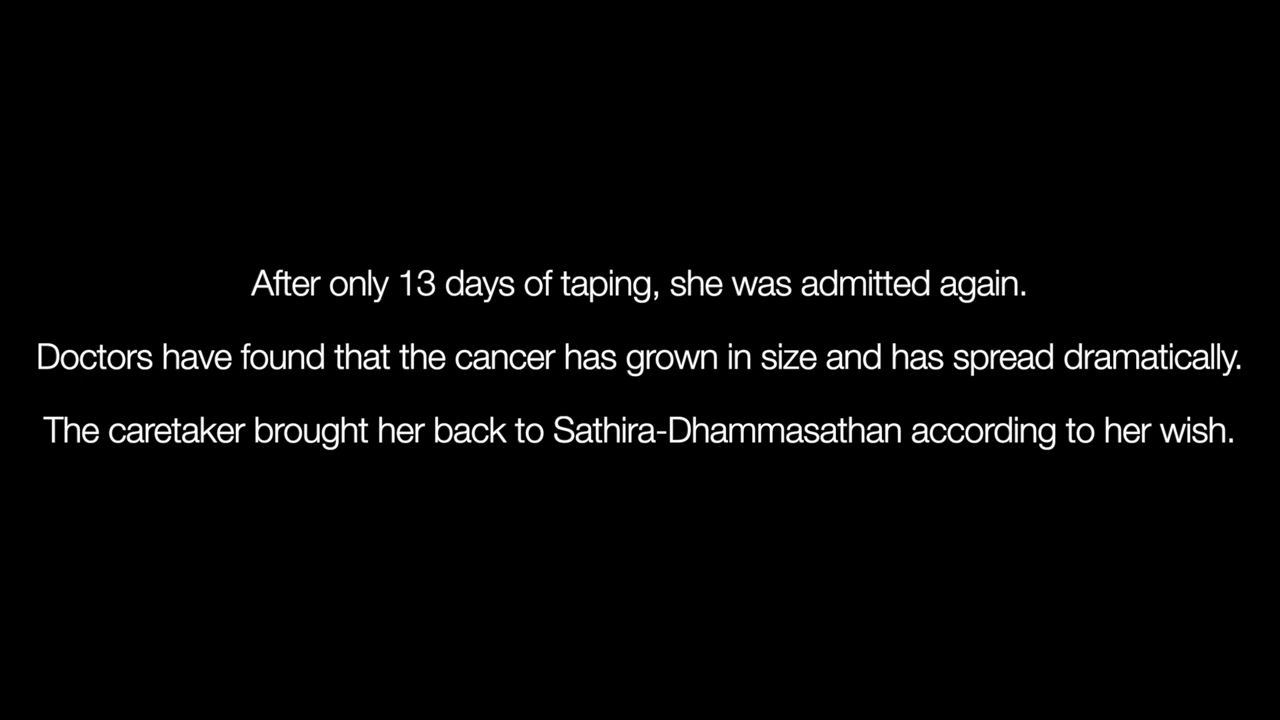 After only 13 days of taping, she was admitted again.
Doctors have found that the cancer has grown in size and has spread dramatically.
The caretaker brought her back to Sathira-Dhammasathan according to her wish.